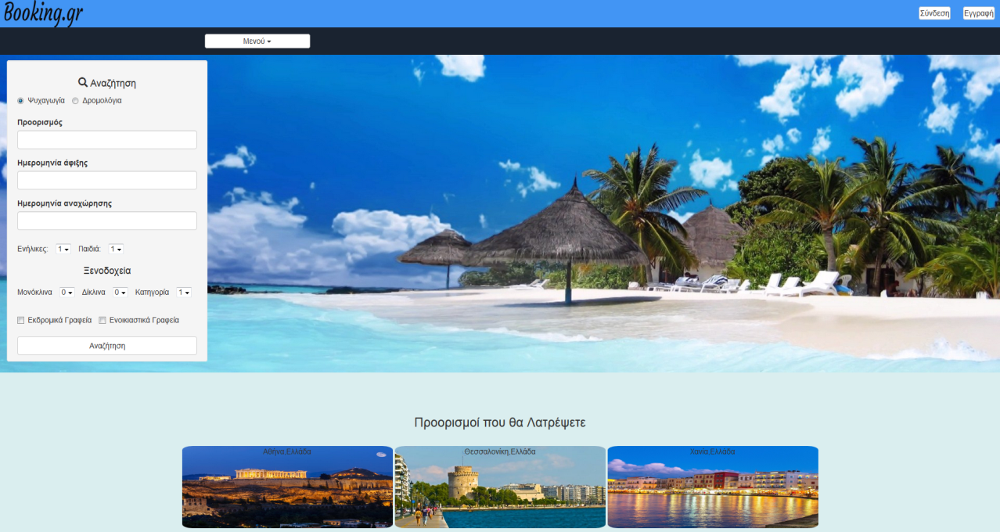 Booking.gr
Σύνδεση Εγγραφή
Μενού
Αναζήτηση
Ψυχαγωγία Δρομολόγια
Προορισμός
Ημερομηνία άφιξης
Ημερομηνία αναχώρησης
Ενήλικες: 1 Παιδιά: 1
Ξενοδοχεία
Μονόκλινα 0 Δίκλινα 0 Κατηγορία 1
Εκδρομικά Γραφεία Ενοικιαστικά Γραφεία
Αναζήτηση
Προορισμοί που θα Λατρέψετε
Αθήνα,Ελλάδα Θεσσαλονίκη,Ελλάδα Χανία,Ελλάδα